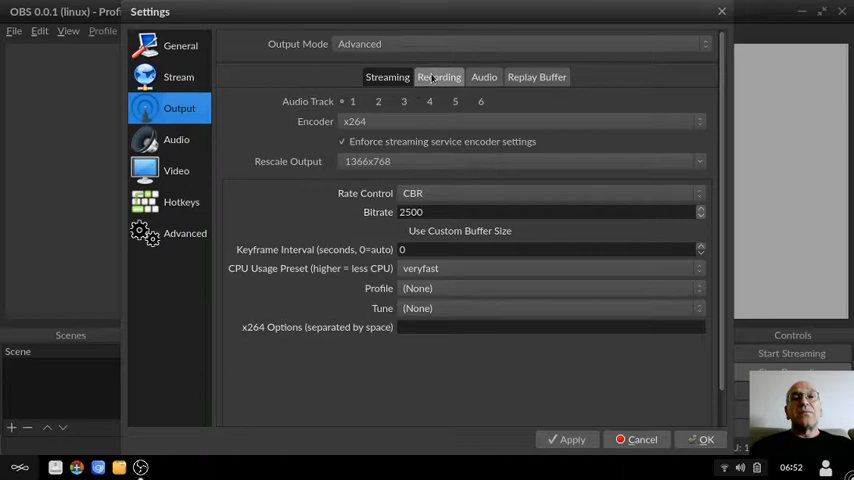 Settings
OBS 0.0.1 (linux) - Prof
File Edit View Profile
General
Stream
Output
Audio
Video
Hotkeys
Advanced
Output Mode Advanced
Streaming Recording Audio Replay Buffer
Audio Track 1 2 3 4 5 6
Encoder x264
Enforce streaming service encoder settings
Rescale Output 1366x768
Rate Control CBR
Bitrate 2500
Use Custom Buffer Size
Keyframe Interval (seconds, 0=auto) 0
CPU Usage Preset (higher = less CPU) veryfast
Profile (None)
Tune (None)
x264 Options (separated by space)
Scenes
Scene
Controls
Start Streaming
Apply Cancel OK
06:52